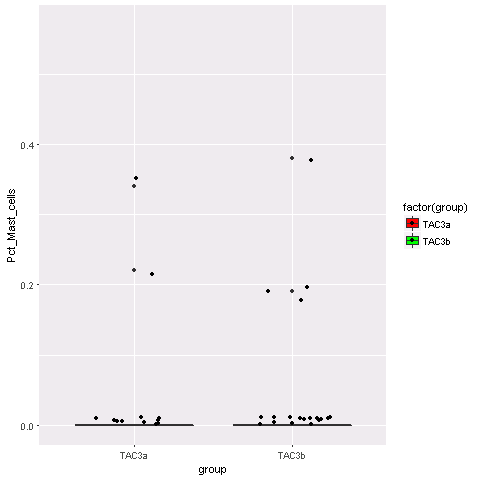 Pct_Mast_cells
0.4
0.2
0.0
TAC3a
TAC3b
group
factor(group)
TAC3a
TAC3b